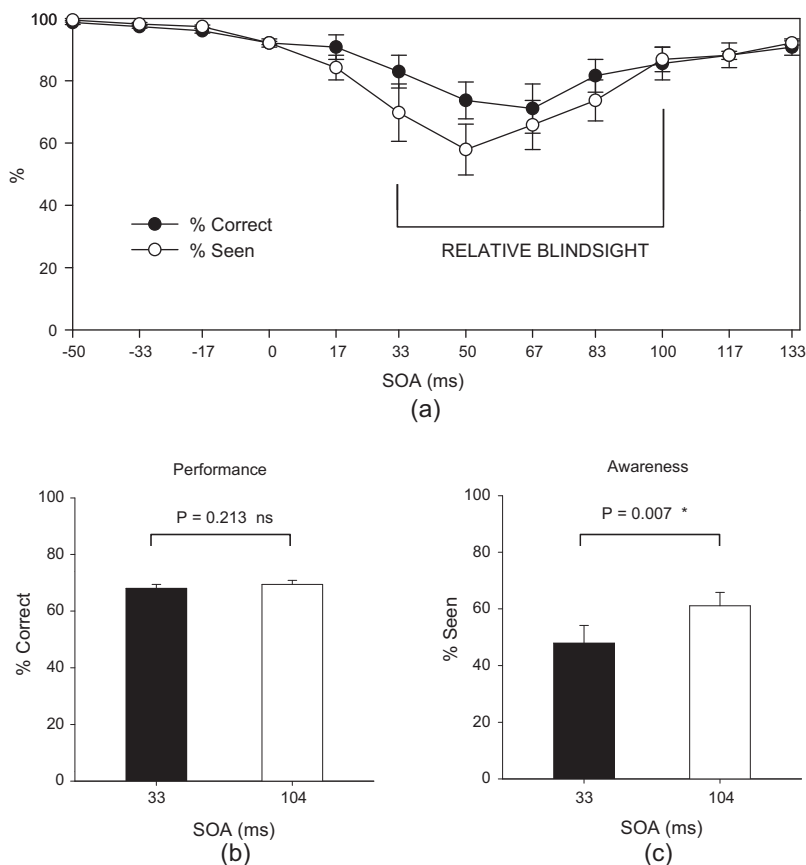 100
80
%
60
40
20
0
% Correct
% Seen
RELATIVE BLINDSIGHT
-50 -33 -17 0 17 33 50 67 83 100 117 133
SOA (ms)
(a)
Performance
100
P = 0.213 ns
80
60
% Correct
40
20
0
33 104
SOA (ms)
(b)
Awareness
100
P = 0.007 *
80
60
% Seen
40
20
0
33 104
SOA (ms)
(c)